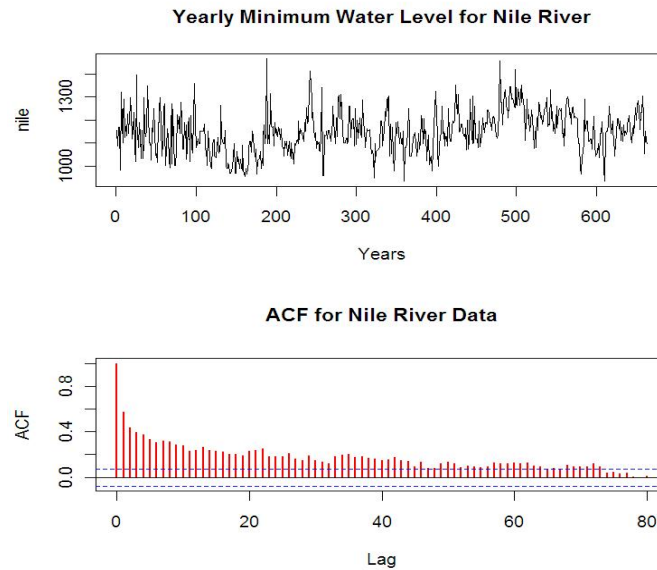 Yearly Minimum Water Level for Nile River
nile
1000
1300
0
100
200
300
400
500
600
Years
ACF for Nile River Data
ACF
0.0
0.4
0.8
0
20
40
60
80
Lag